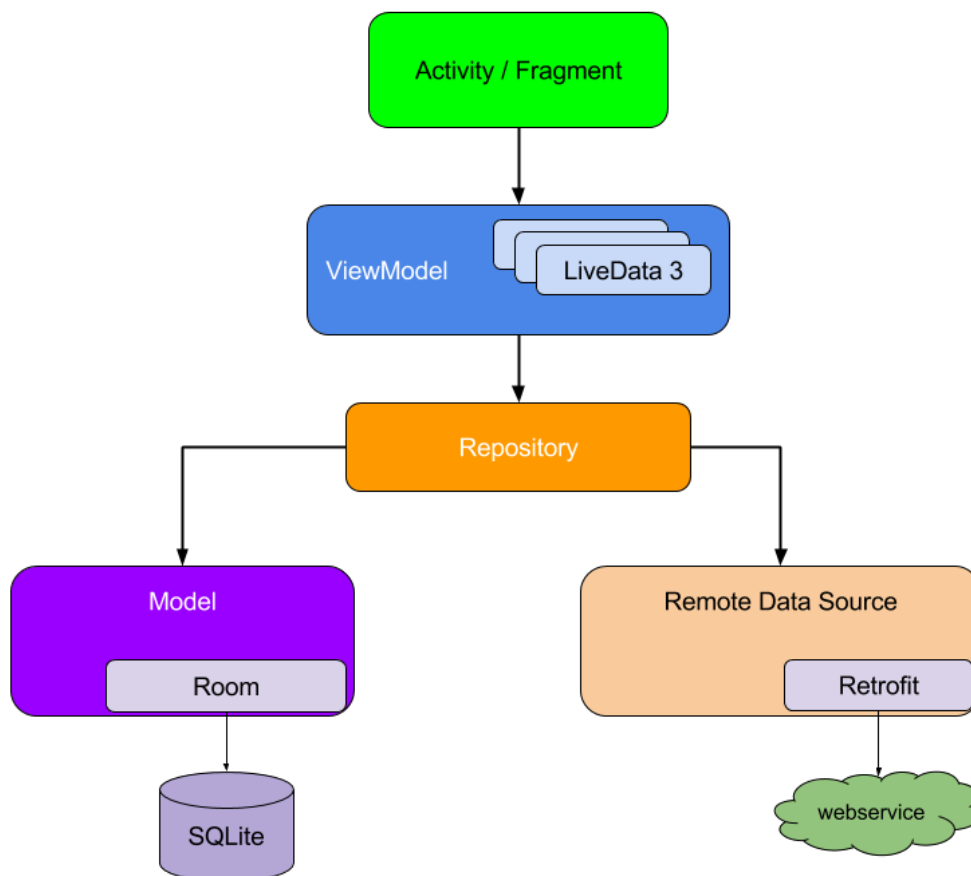 Activity / Fragment
ViewModel
LiveData 3
Repository
Model
Remote Data Source
Room
Retrofit
SQLite
webservice